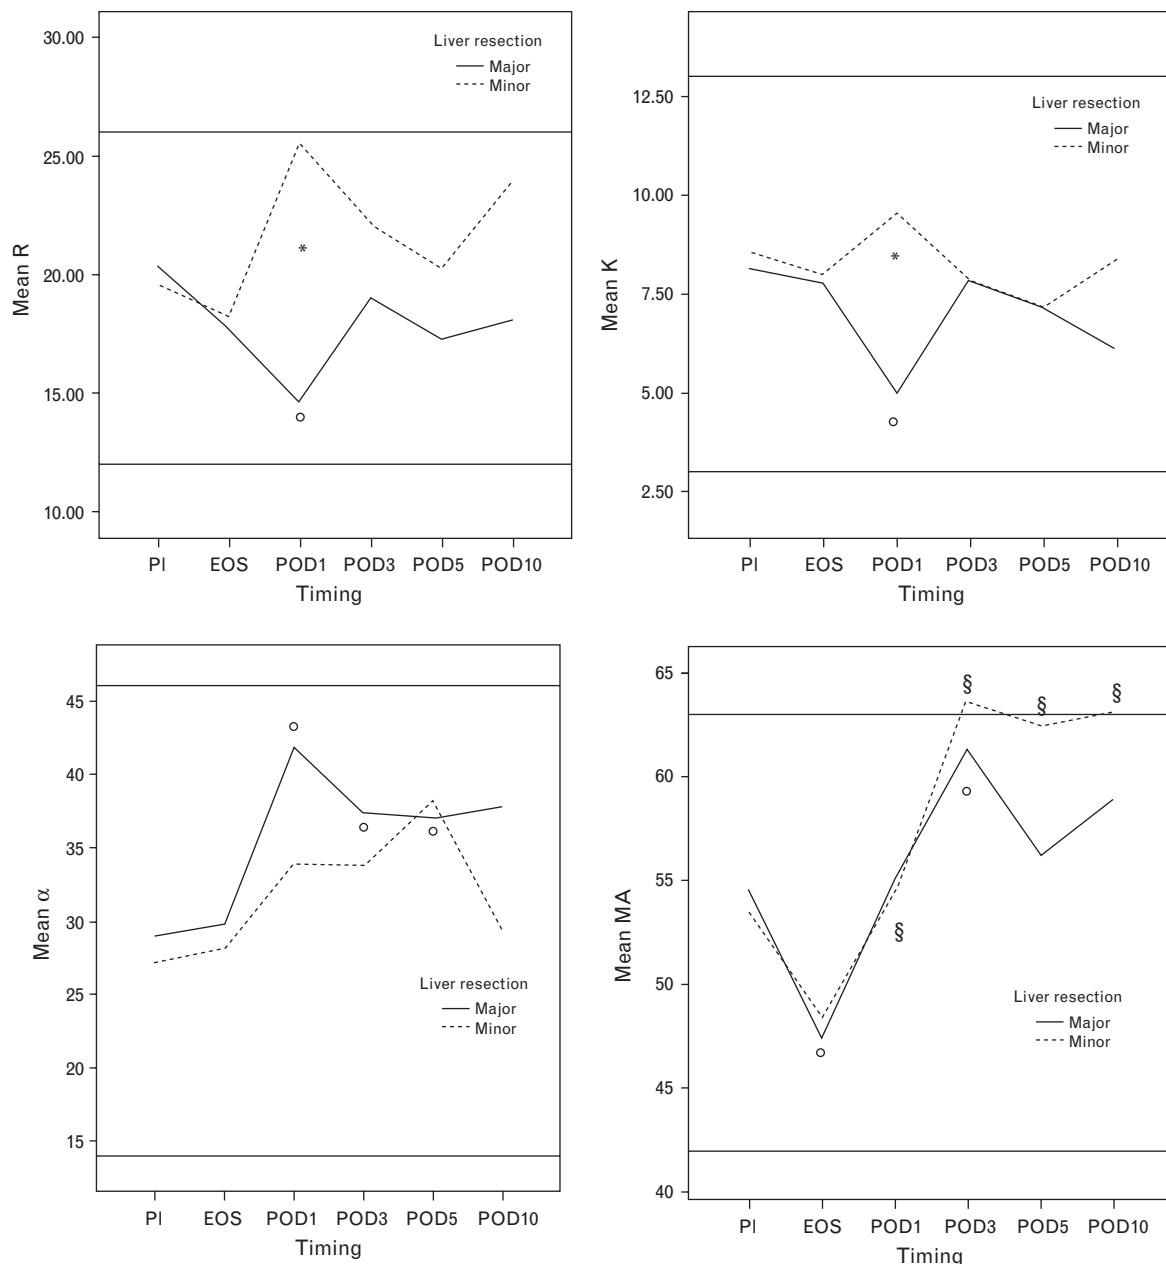 30.00
25.00
20.00
15.00
10.00
Mean R
Liver resection
Major
Minor
*
PI EOS POD1 POD3 POD5 POD10
Timing
12.50
10.00
7.50
5.00
2.50
Mean K
Liver resection
Major
Minor
*
PI EOS POD1 POD3 POD5 POD10
Timing
45
40
35
30
25
20
15
Mean α
Liver resection
Major
Minor
PI EOS POD1 POD3 POD5 POD10
Timing
65
60
55
50
45
40
Mean MA
§ § §
§
Liver resection
Major
Minor
PI EOS POD1 POD3 POD5 POD10
Timing